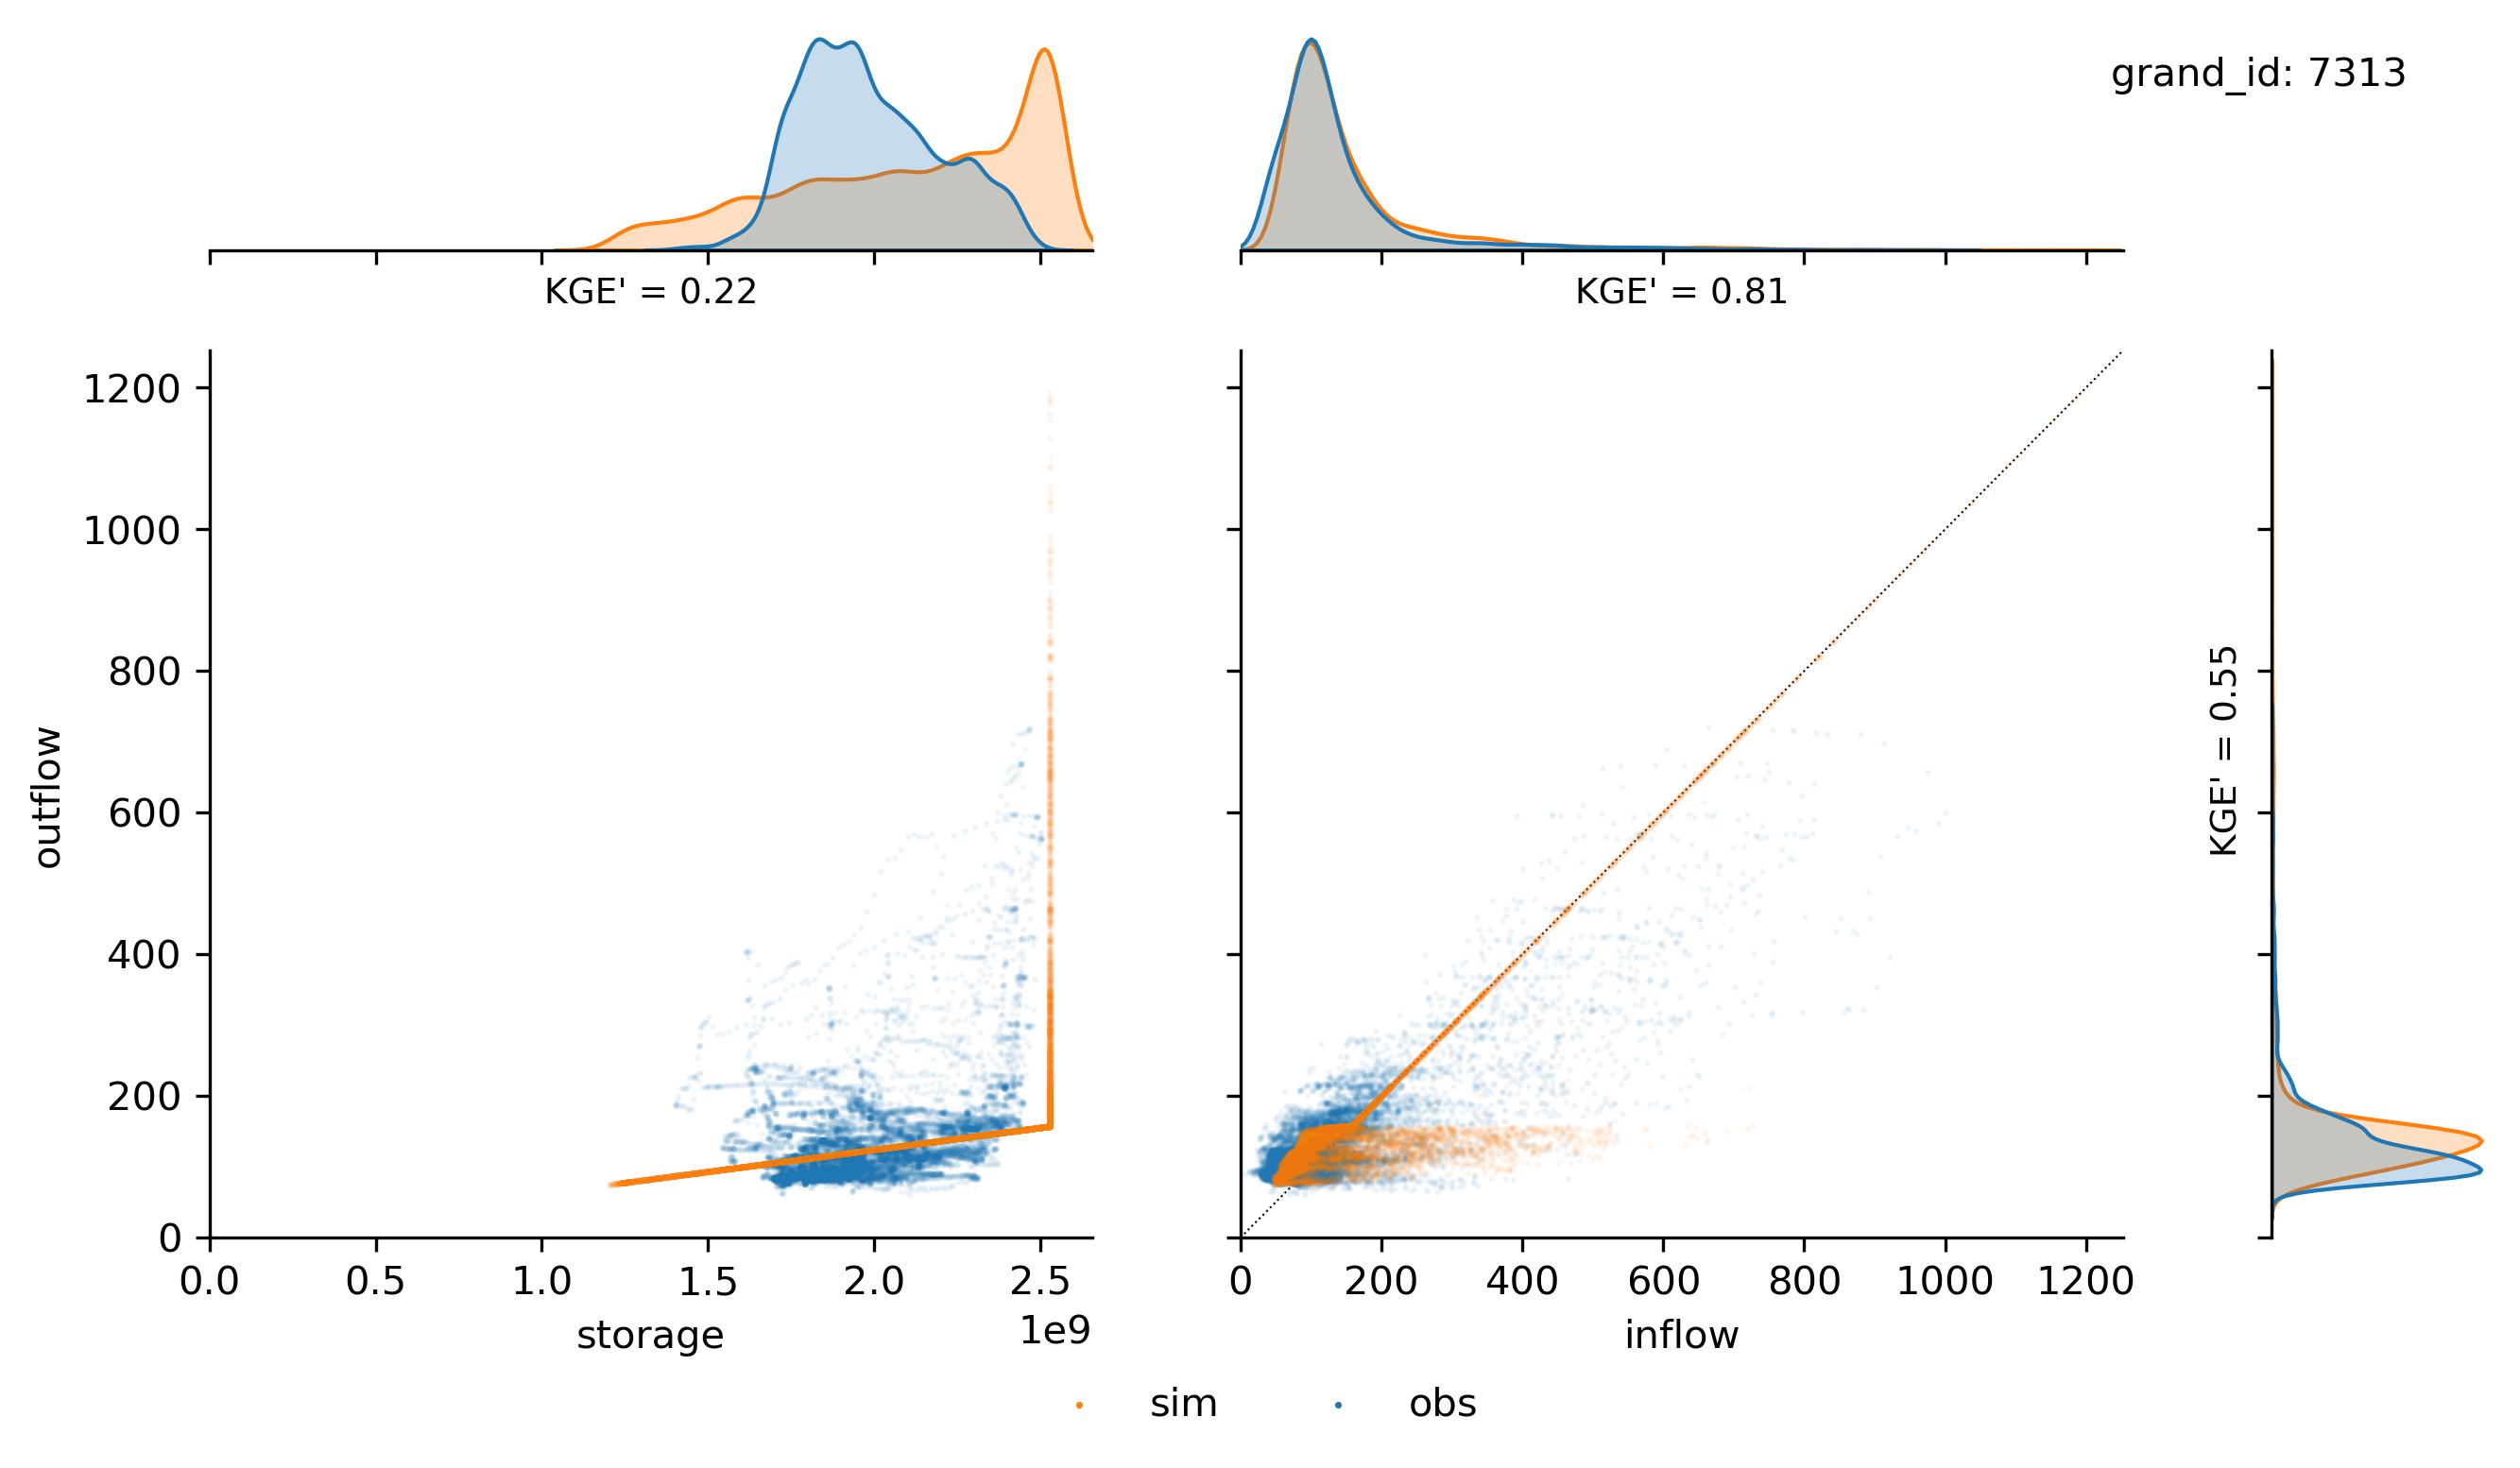 grand_id: 7313
KGE' = 0.22
KGE' = 0.81
1200
1000
800
600
400
200
0
outflow
KGE' = 0.55
0.0 0.5 1.0 1.5 2.0 2.5
1e9
storage
0 200 400 600 800 1000 1200
inflow
sim obs